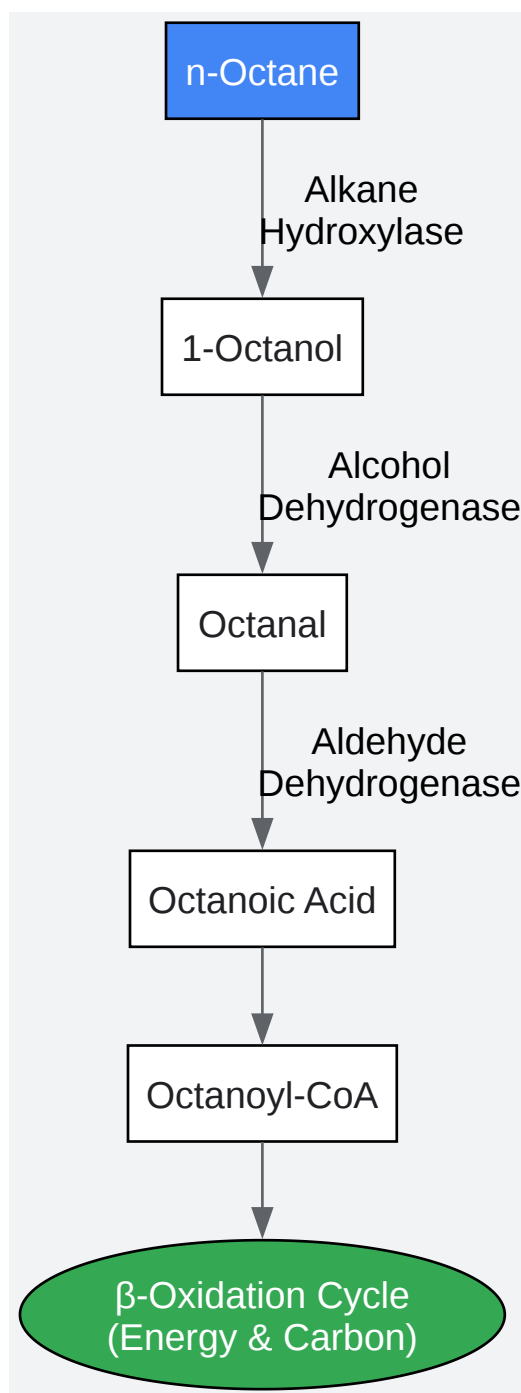 n-Octane
Alkane
Hydroxylase
1-Octanol
Alcohol
Dehydrogenase
Octanal
Aldehyde
Dehydrogenase
Octanoic Acid
Octanoyl-CoA
β-Oxidation Cycle
(Energy & Carbon)